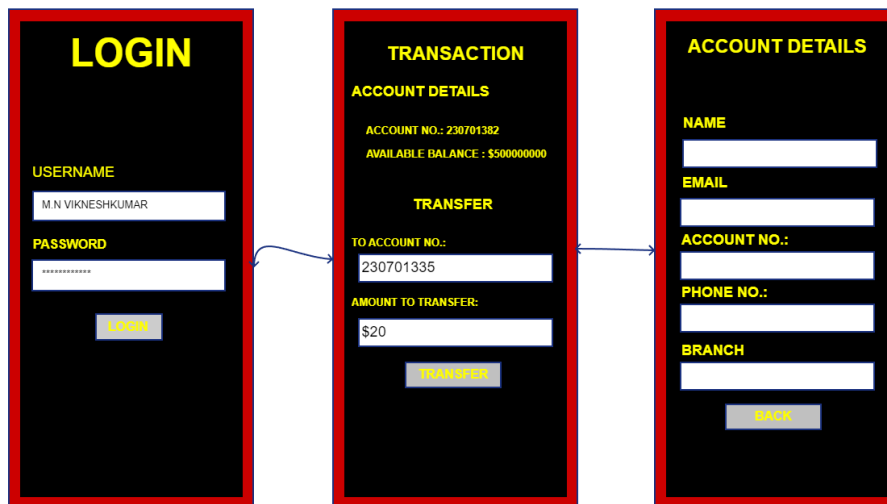 LOGIN
USERNAME
M.N VIKNESHKUMAR
PASSWORD
************
LOGIN
TRANSACTION
ACCOUNT DETAILS
ACCOUNT NO.: 230701382
AVAILABLE BALANCE : $500000000
TRANSFER
TO ACCOUNT NO.:
230701335
AMOUNT TO TRANSFER:
$20
TRANSFER
ACCOUNT DETAILS
NAME
EMAIL
ACCOUNT NO.:
PHONE NO.:
BRANCH
BACK